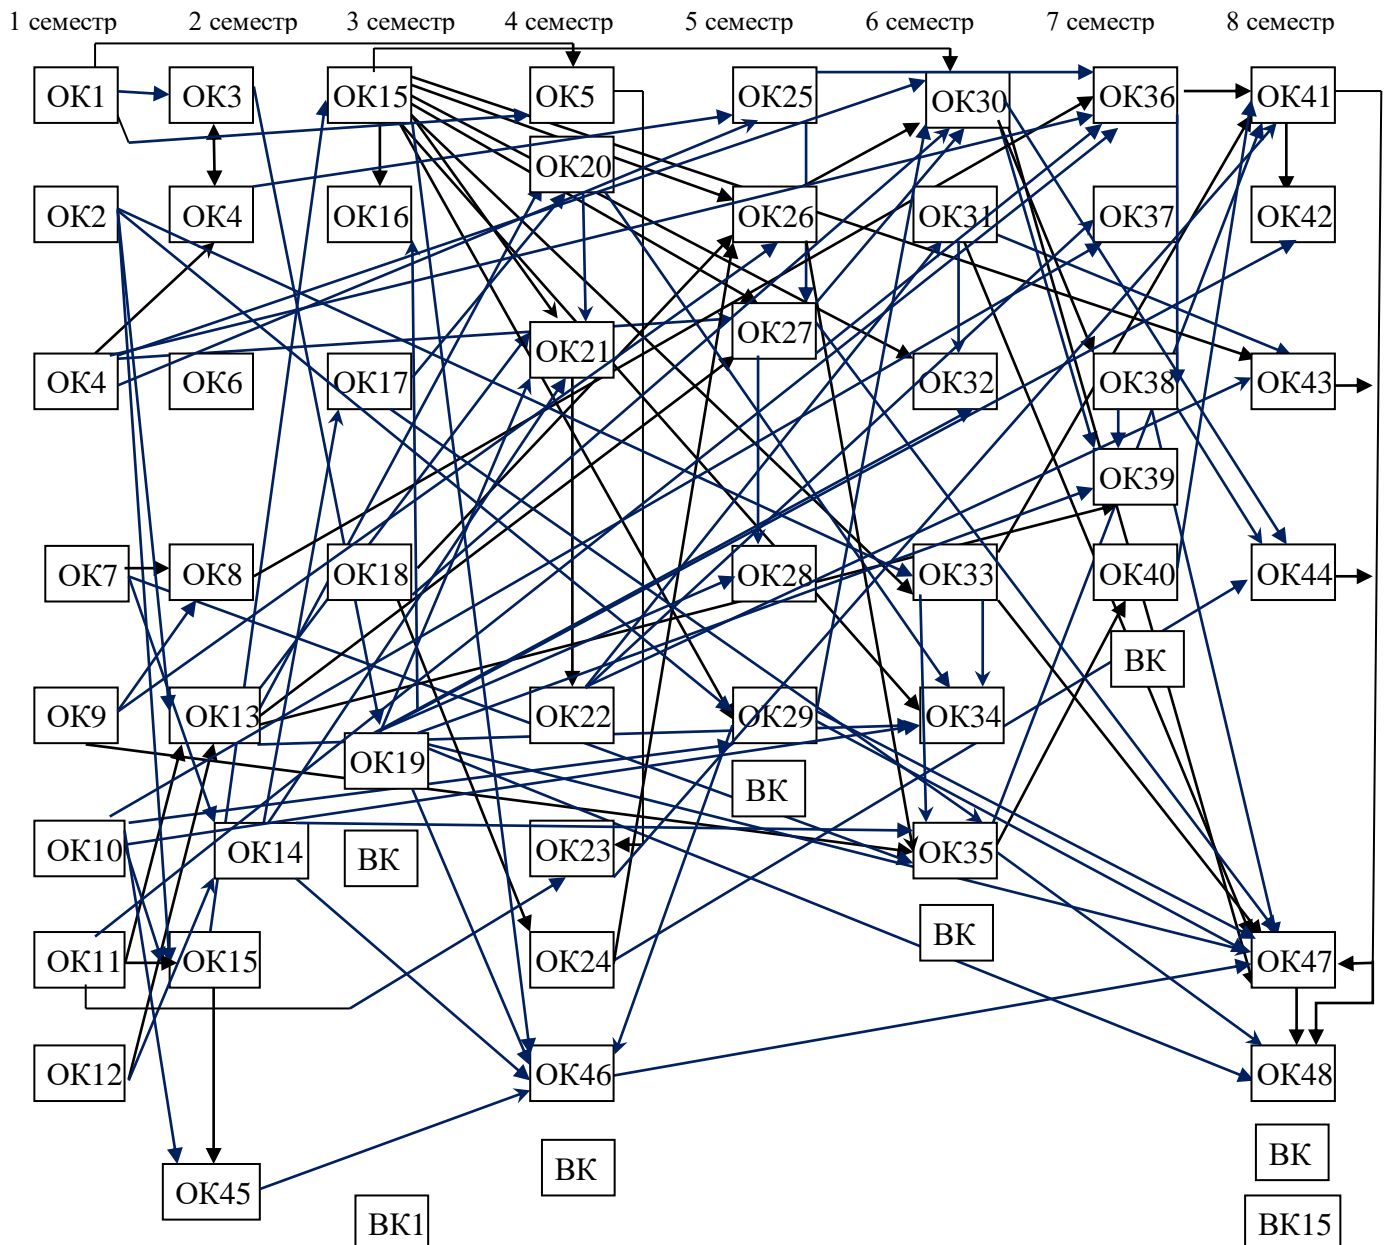 1 семестр 2 семестр 3 семестр 4 семестр 5 семестр 6 семестр 7 семестр 8 семестр
ОК1 ОК3 ОК15 ОК5 ОК25 ОК30 ОК36 ОК41
ОК20
ОК2 ОК4 ОК16 ОК26 ОК31 ОК37 ОК42
ОК21 ОК27
ОК4 ОК6 ОК17 ОК32 ОК38 ОК43
ОК39
ОК7 ОК8 ОК18 ОК28 ОК33 ОК40 ОК44
ВК
ОК9 ОК13 ОК22 ОК29 ОК34
ОК19
ВК
ОК10 ОК14 ВК ОК23 ОК35
ВК
ОК11 ОК15 ОК24 ОК47
ОК12 ОК46 ОК48
ВК ВК
ОК45
ВК1 ВК15